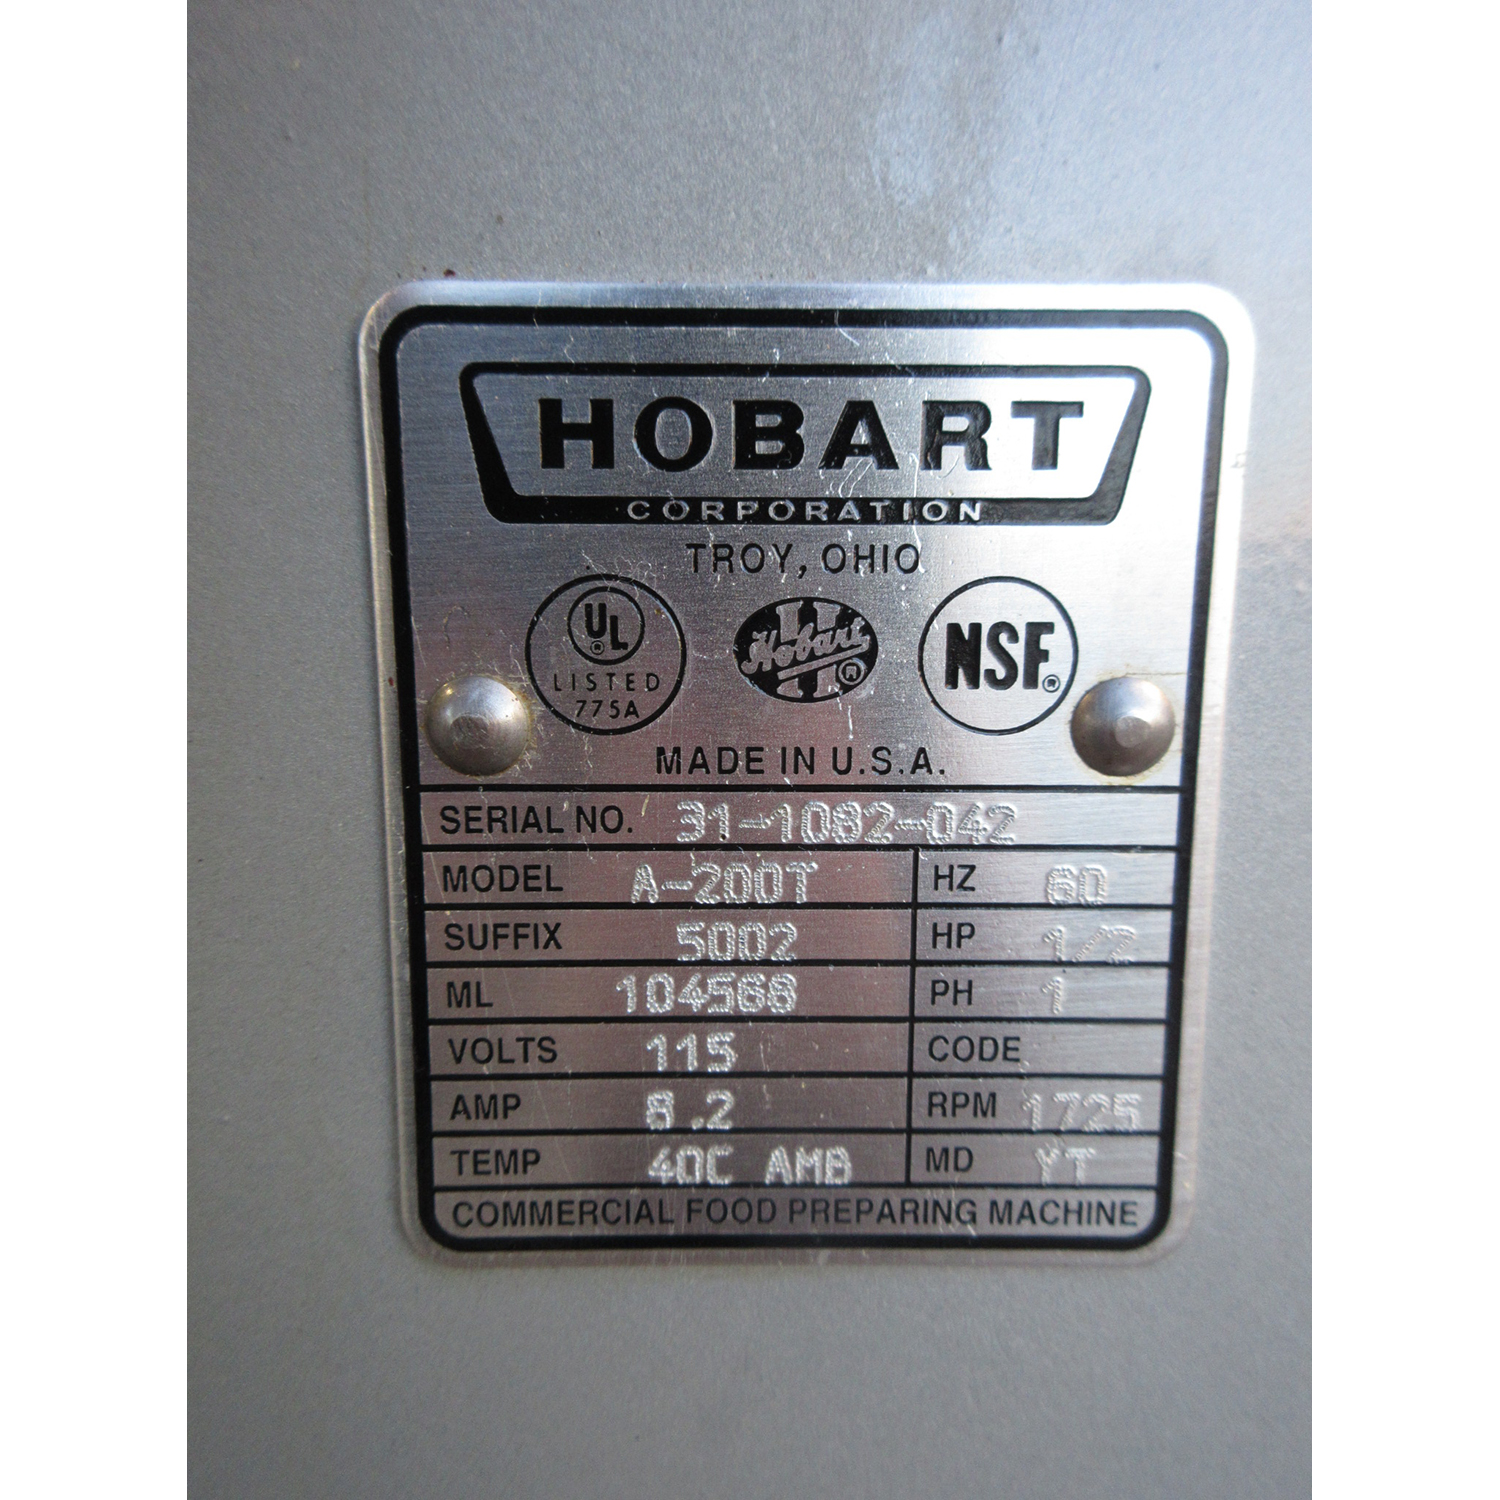 HOBART
CORPORATION
TROY, OHIO
UL ®
LISTED
775A
Hobart ®
NSF®
MADE IN U.S.A.
SERIAL NO. 31-1082-042
MODEL A-200T HZ 60
SUFFIX 5002 HP 1/2
ML 104568 PH 1
VOLTS 115 CODE
AMP 8.2 RPM 1725
TEMP 40C AMB MD YT
COMMERCIAL FOOD PREPARING MACHINE